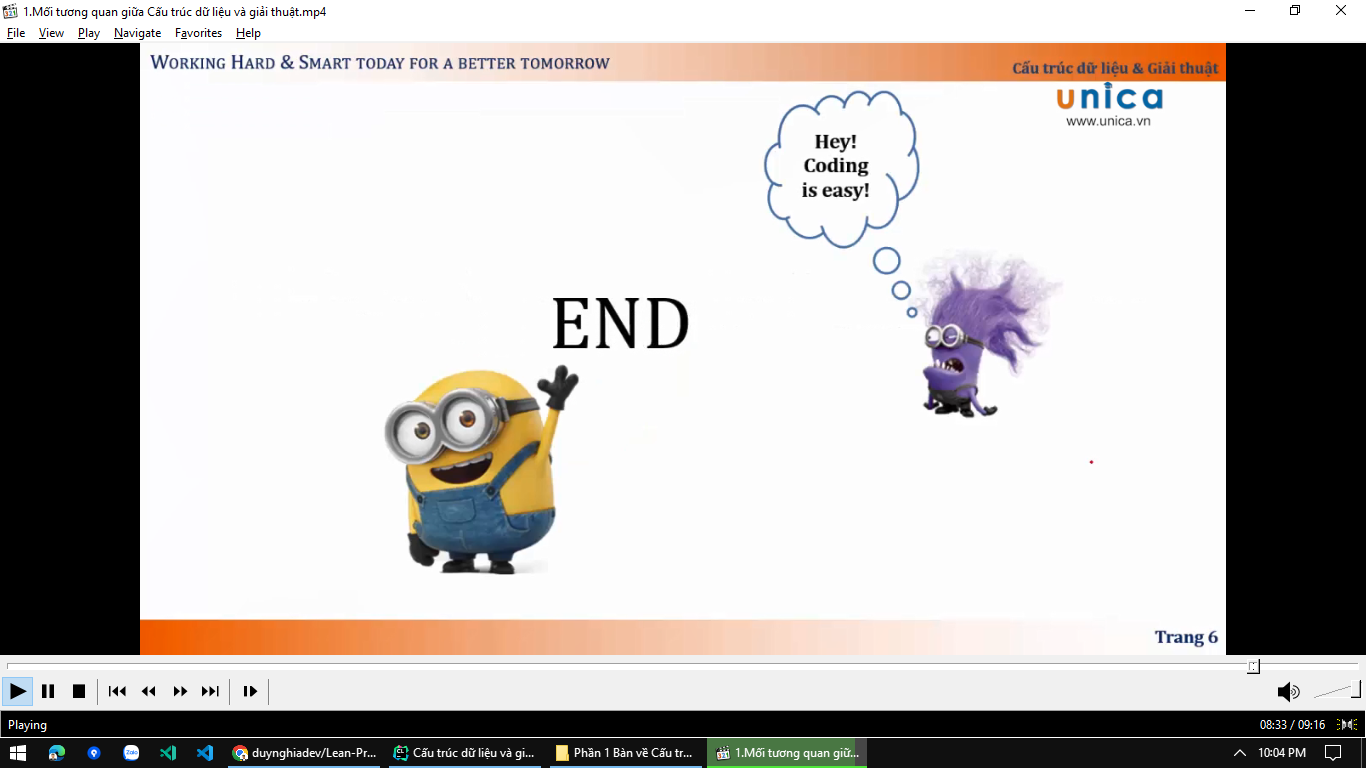 1.Mối tương quan giữa Cấu trúc dữ liệu và giải thuật.mp4
File View Play Navigate Favorites Help
WORKING HARD & SMART TODAY FOR A BETTER TOMORROW
Cấu trúc dữ liệu & Giải thuật
unica
www.unica.vn
Hey!
Coding
is easy!
END
Trang 6
Playing
08:33 / 09:16
Zalo
duynghiadev/Lean-Pr...
Cấu trúc dữ liệu và gi...
Phần 1 Bàn về Cấu tr...
1.Mối tương quan giữ...
10:04 PM